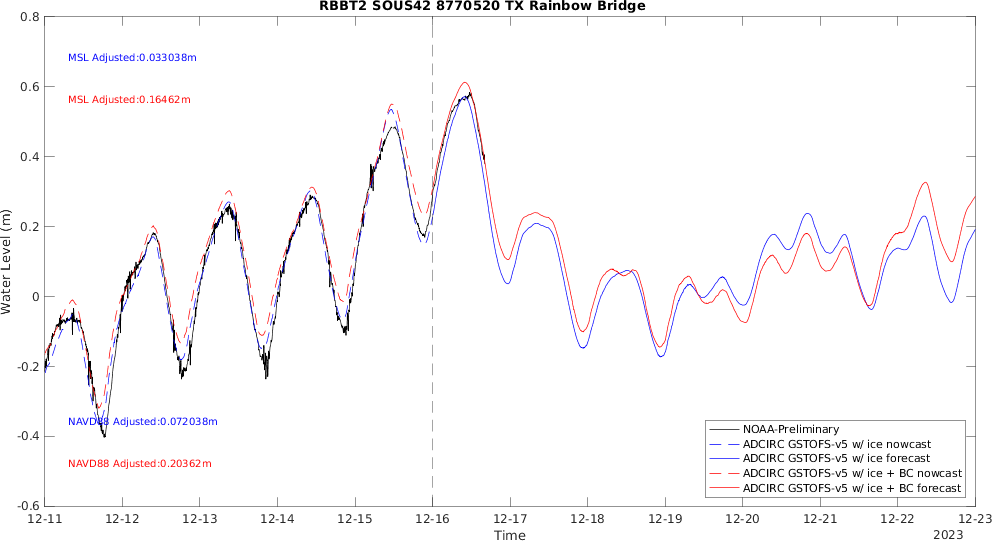 RBBT2 SOUS42 8770520 TX Rainbow Bridge
0.8
MSL Adjusted:0.033038m
0.6
MSL Adjusted:0.16462m
0.4
0.2
0
-0.2
NAVD88 Adjusted:0.072038m
-0.4
NAVD88 Adjusted:0.20362m
-0.6
Water Level (m)
NOAA-Preliminary
ADCIRC GSTOFS-v5 w/ ice nowcast
ADCIRC GSTOFS-v5 w/ ice forecast
ADCIRC GSTOFS-v5 w/ ice + BC nowcast
ADCIRC GSTOFS-v5 w/ ice + BC forecast
12-11 12-12 12-13 12-14 12-15 12-16 12-17 12-18 12-19 12-20 12-21 12-22 12-23
Time
2023